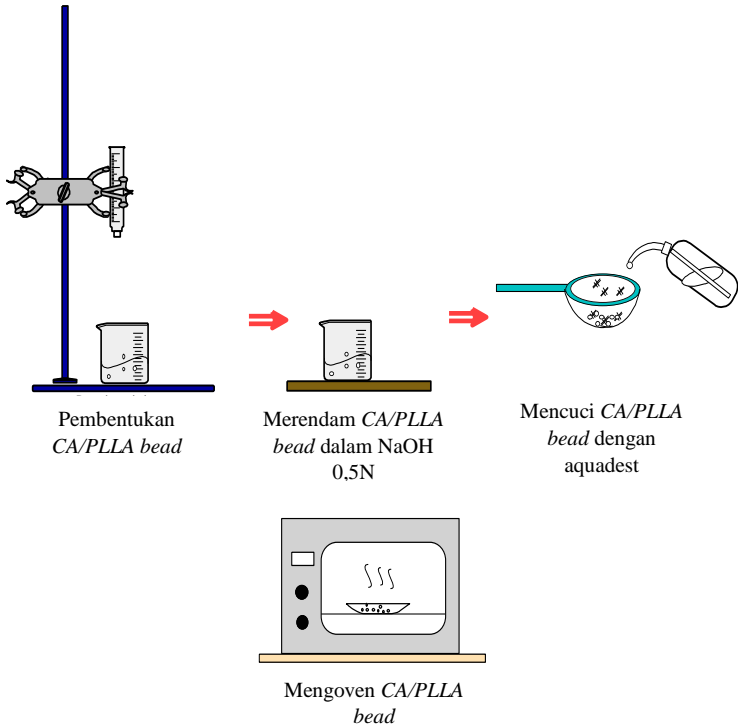 Pembentukan
CA/PLLA bead
Merendam CA/PLLA
bead dalam NaOH
0,5N
Mencuci CA/PLLA
bead dengan
aquadest
Mengoven CA/PLLA
bead